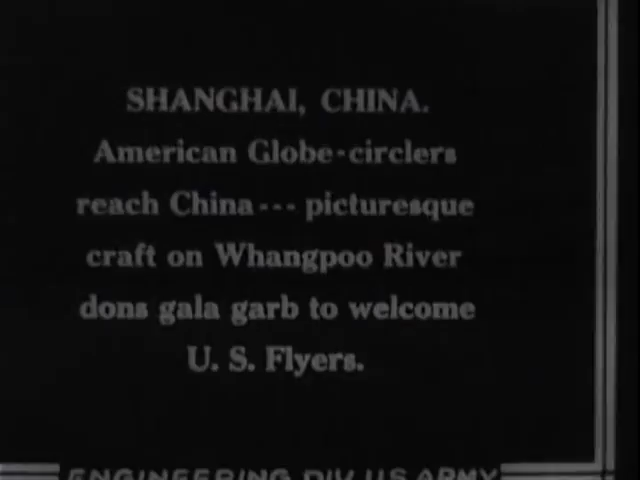 SHANGHAI, CHINA.
American Globe-circlers
reach China --- picturesque
craft on Whangpoo River
dons gala garb to welcome
U. S. Flyers.
ENGINEERING DIV. U.S. ARMY